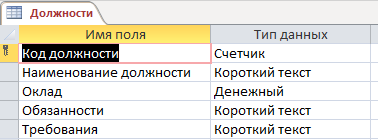 Должности
Имя поля Тип данных
Код должности Счетчик
Наименование должности Короткий текст
Оклад Денежный
Обязанности Короткий текст
Требования Короткий текст